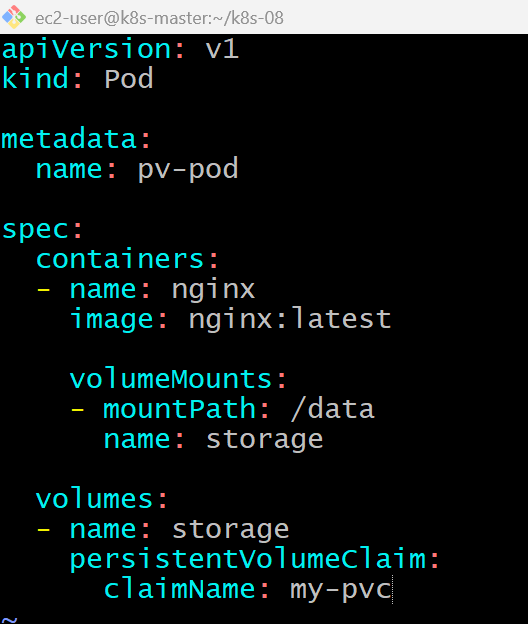 ec2-user@k8s-master:~/k8s-08
apiVersion: v1
kind: Pod
metadata:
  name: pv-pod
spec:
  containers:
  - name: nginx
    image: nginx:latest
    volumeMounts:
    - mountPath: /data
      name: storage
  volumes:
  - name: storage
    persistentVolumeClaim:
      claimName: my-pvc
~